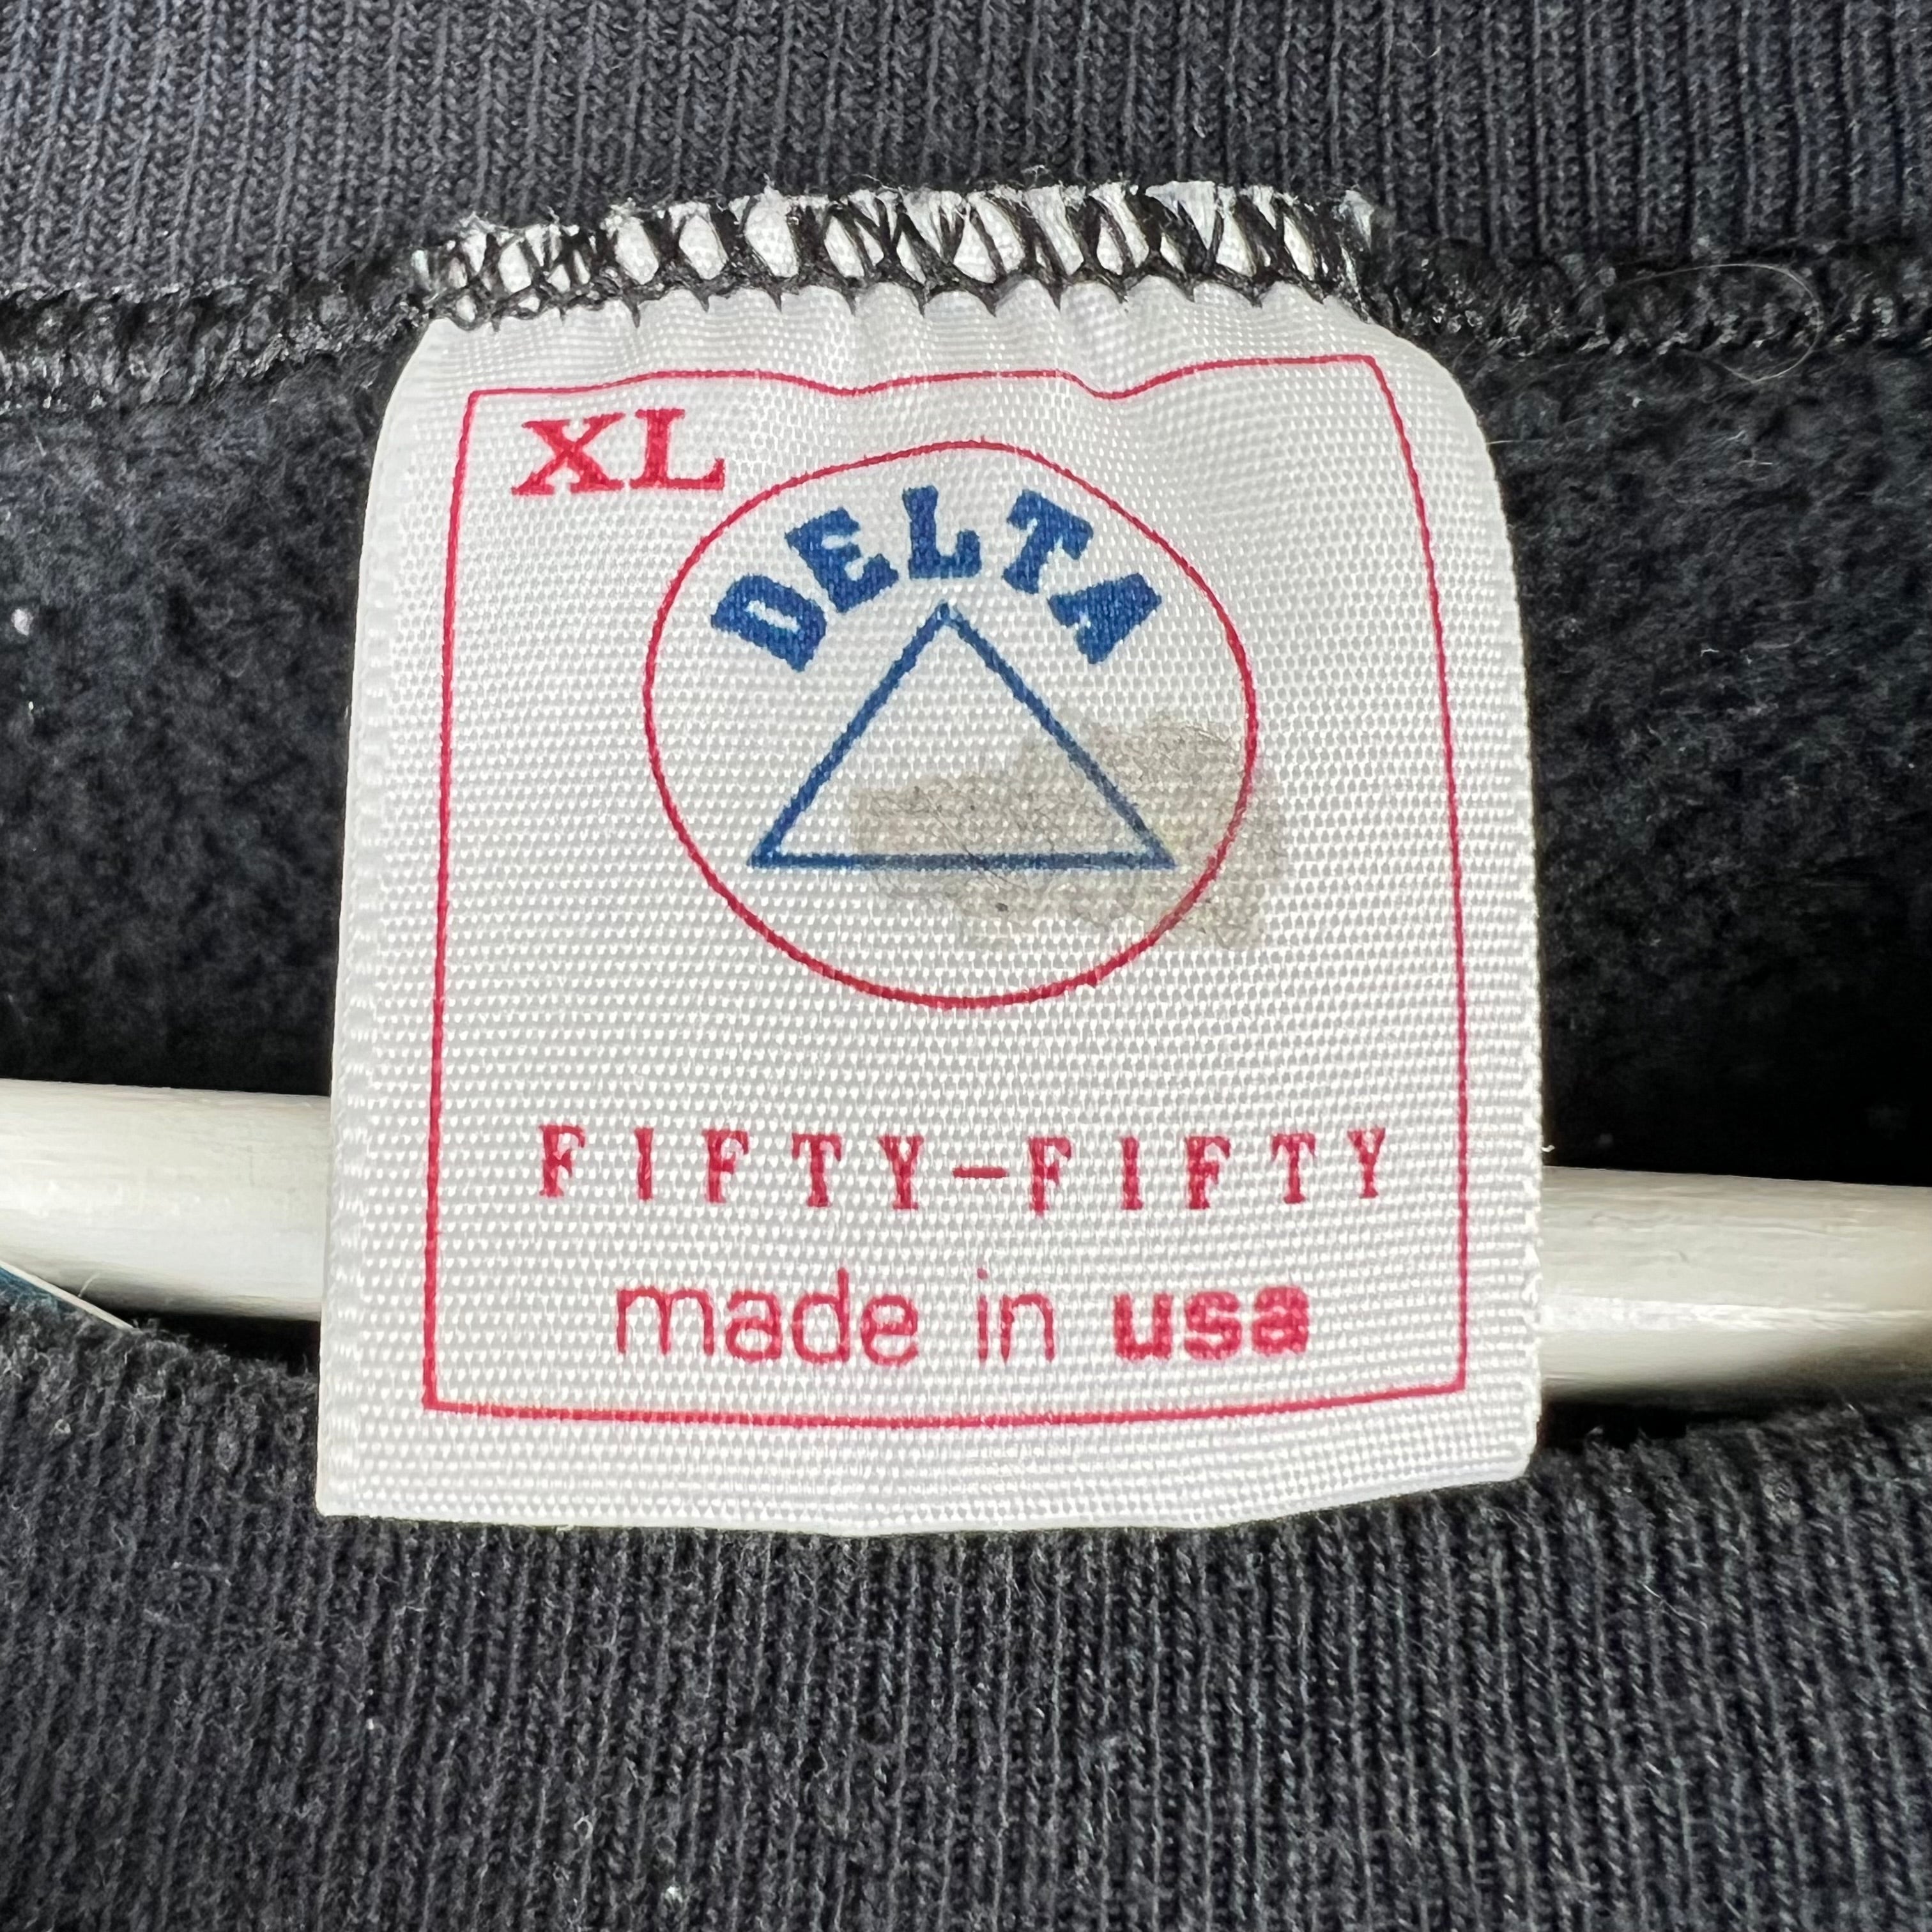 XL
DELTA
FIFTY-FIFTY
made in usa